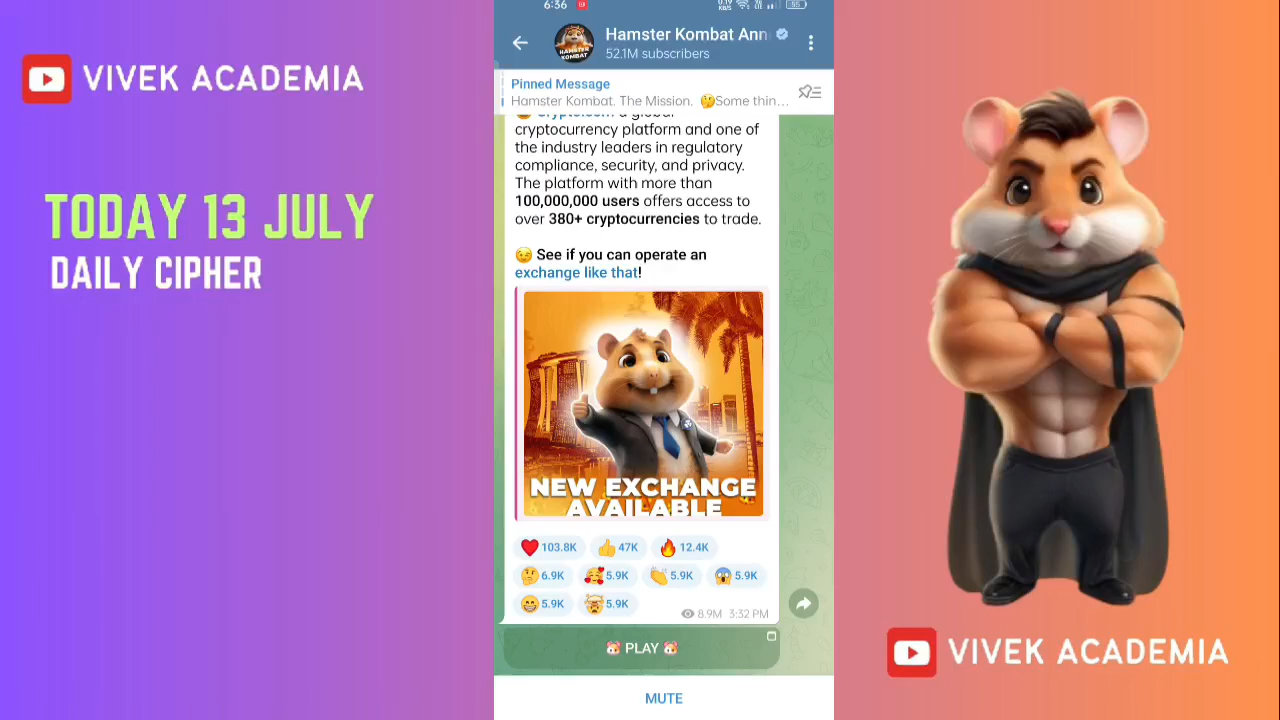 VIVEK ACADEMIA
TODAY 13 JULY
DAILY CIPHER
6:36
Hamster Kombat Ann
52.1M subscribers
Pinned Message
Hamster Kombat. The Mission. 🤔Some thin...
cryptocurrency platform and one of
the industry leaders in regulatory
compliance, security, and privacy.
The platform with more than
100,000,000 users offers access to
over 380+ cryptocurrencies to trade.
😉 See if you can operate an
exchange like that!
NEW EXCHANGE
AVAILABLE
❤️ 103.8K 👍 47K 🔥 12.4K
🤔 6.9K 🥰 5.9K 👏 5.9K 😱 5.9K
😁 5.9K 🤯 5.9K
8.9M 3:32 PM
🐹 PLAY 🐹
MUTE
HAMSTER
KOMBAT
VIVEK ACADEMIA